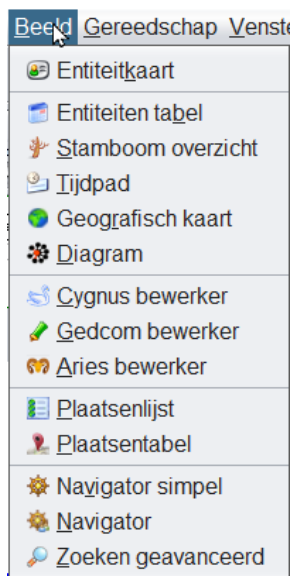 Beeld Gereedschap
Entiteitkaart
Entiteiten tabel
Stamboom overzicht
Tijdpad
Geografisch kaart
Diagram
Cygnus bewerker
Gedcom bewerker
Aries bewerker
Plaatsenlijst
Plaatsentabel
Navigator simpel
Navigator
Zoeken geavanceerd